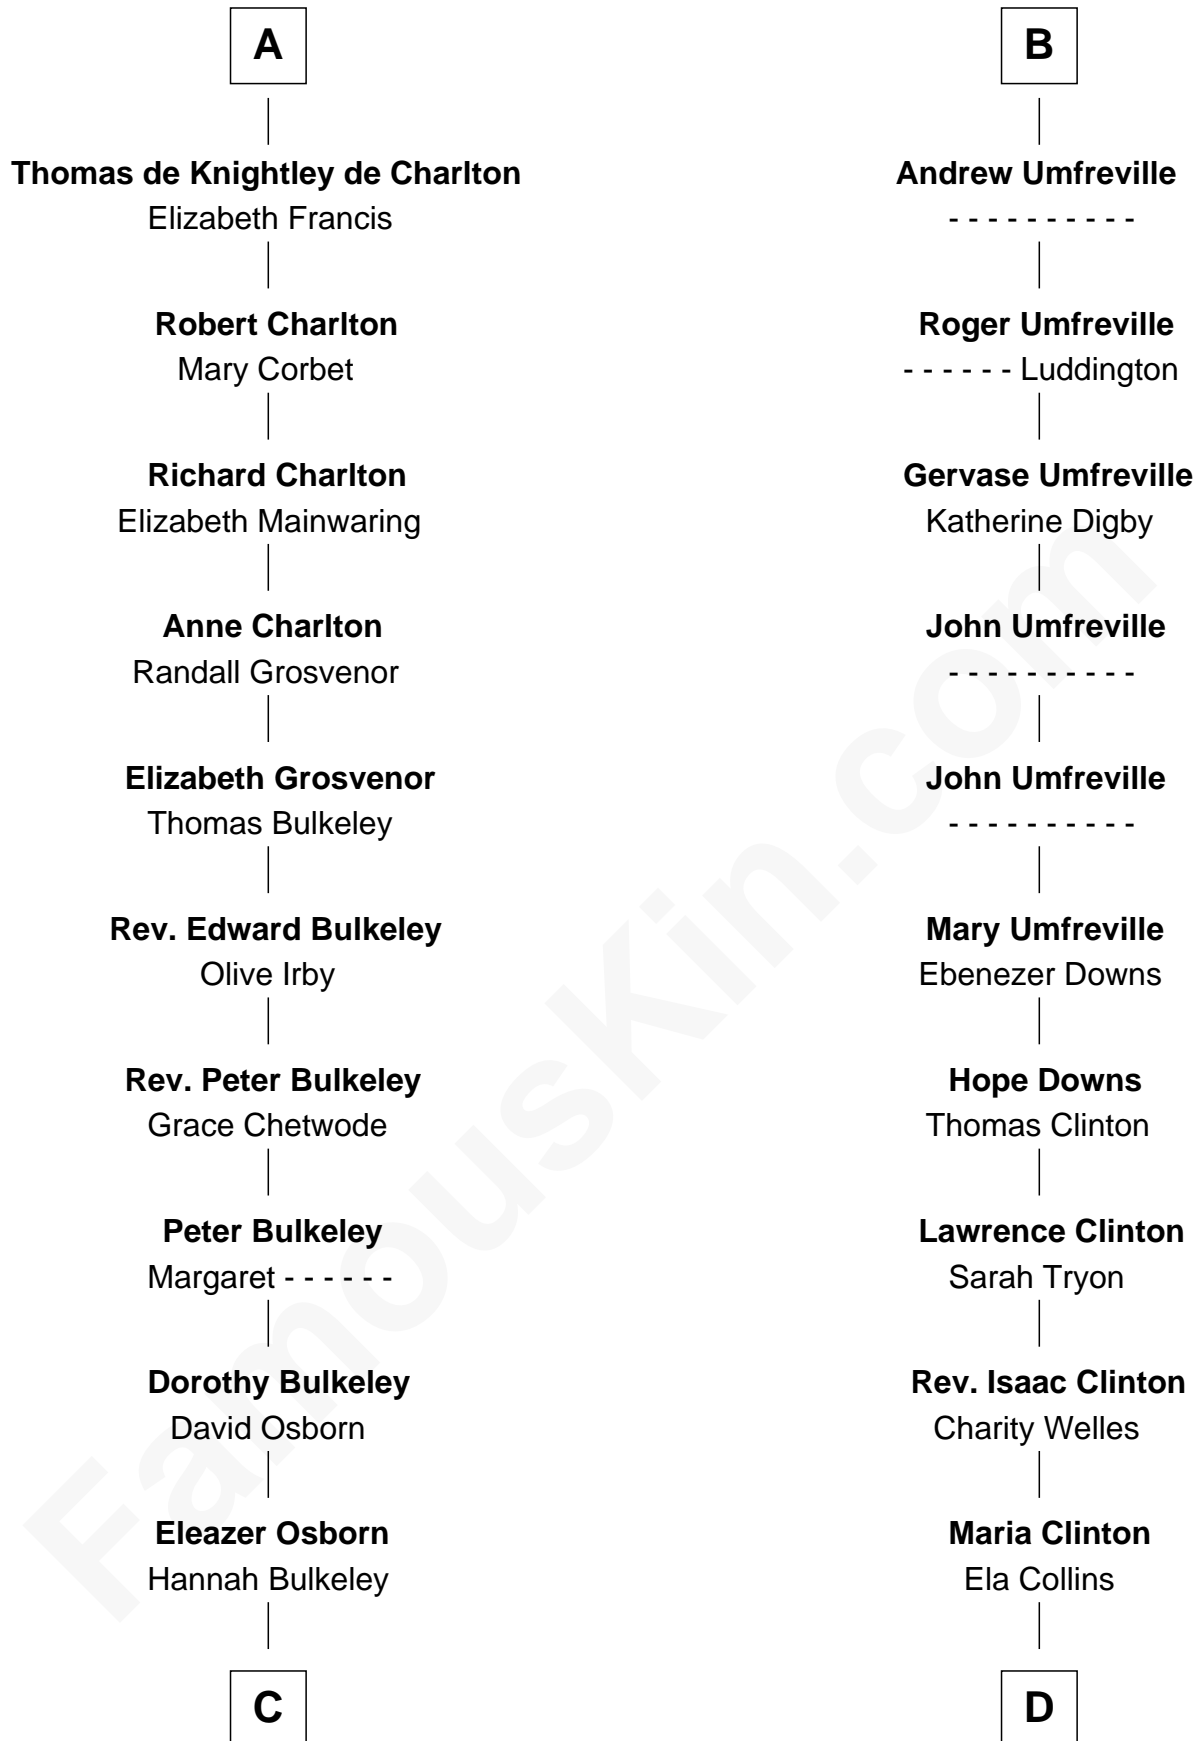 A
Thomas de Knightley de Charlton
Elizabeth Francis
Robert Charlton
Mary Corbet
Richard Charlton
Elizabeth Mainwaring
Anne Charlton
Randall Grosvenor
Elizabeth Grosvenor
Thomas Bulkeley
Rev. Edward Bulkeley
Olive Irby
Rev. Peter Bulkeley
Grace Chetwode
Peter Bulkeley
Margaret - - - - - -
Dorothy Bulkeley
David Osborn
Eleazer Osborn
Hannah Bulkeley
C
B
Andrew Umfreville
- - - - - - - - - -
Roger Umfreville
- - - - - - Luddington
Gervase Umfreville
Katherine Digby
John Umfreville
- - - - - - - - - -
John Umfreville
- - - - - - - - - -
Mary Umfreville
Ebenezer Downs
Hope Downs
Thomas Clinton
Lawrence Clinton
Sarah Tryon
Rev. Isaac Clinton
Charity Welles
Maria Clinton
Ela Collins
D
FamousKin.com